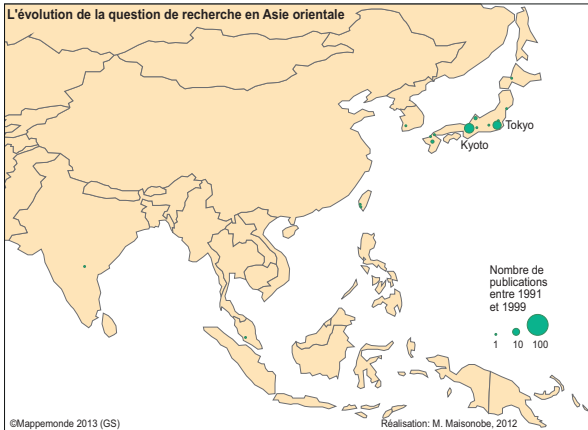 L'évolution de la question de recherche en Asie orientale
Tokyo
Kyoto
Nombre de
publications
entre 1991
et 1999
1 10 100
©Mappemonde 2013 (GS)
Réalisation: M. Maisonobe, 2012